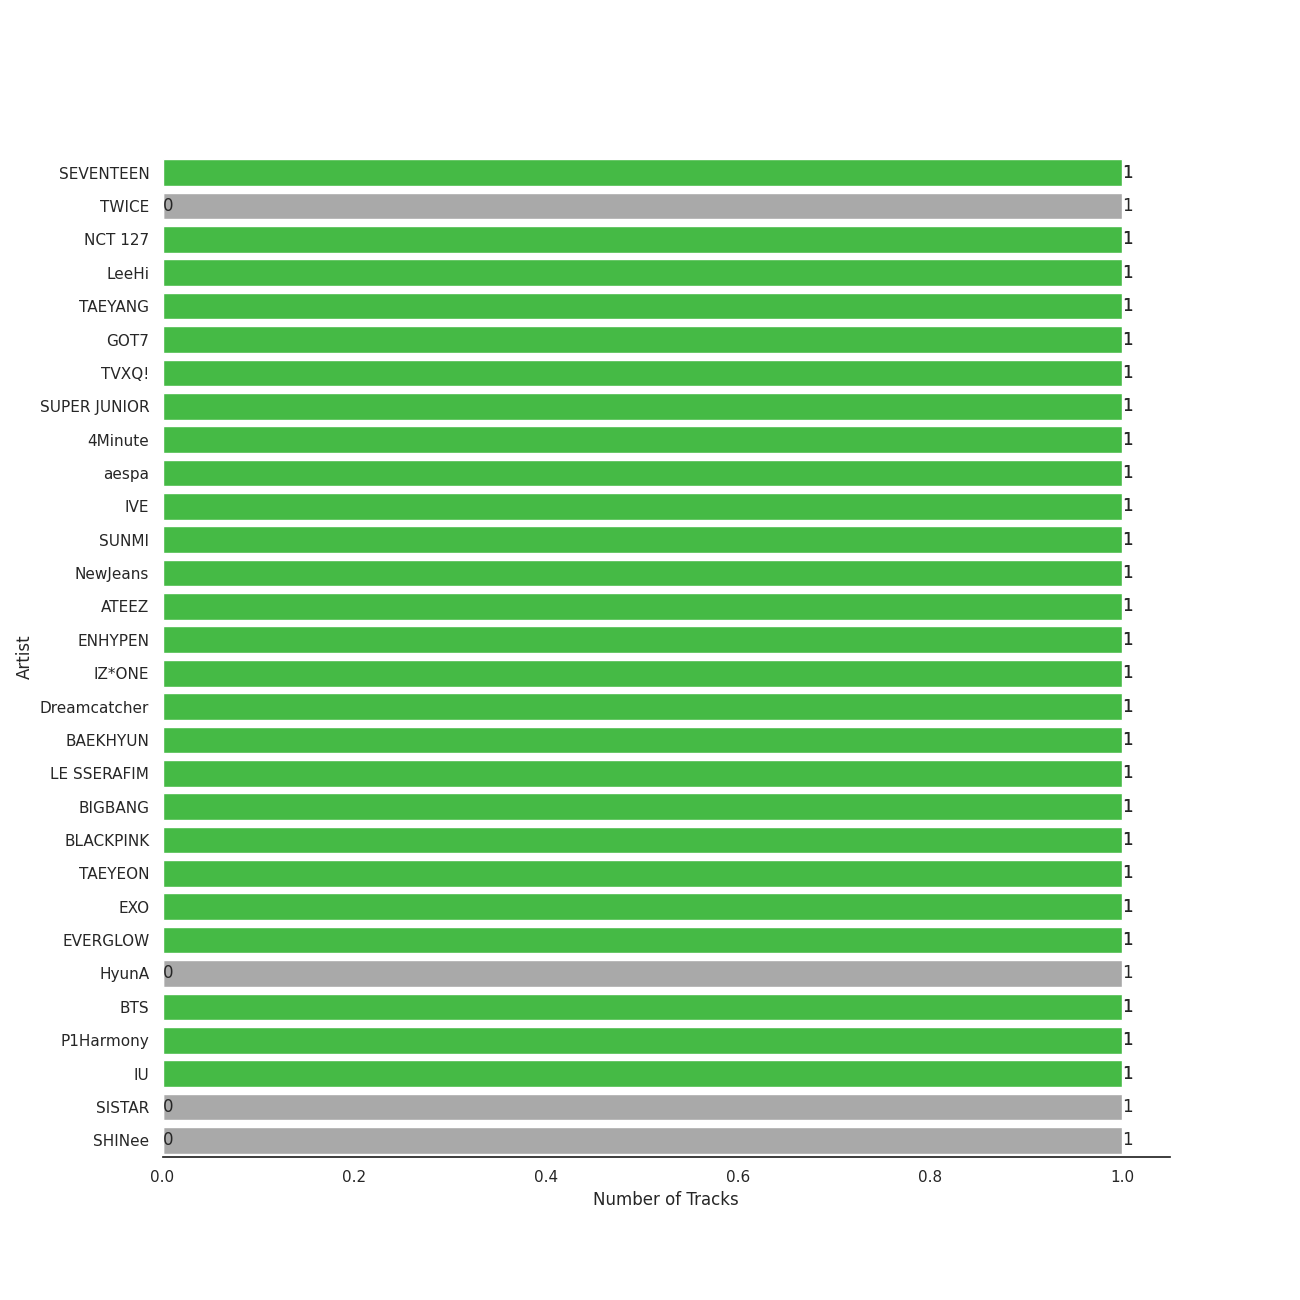 SEVENTEEN 1
TWICE 0 1
NCT 127 1
LeeHi 1
TAEYANG 1
GOT7 1
TVXQ! 1
SUPER JUNIOR 1
4Minute 1
aespa 1
IVE 1
SUNMI 1
NewJeans 1
ATEEZ 1
ENHYPEN 1
IZ*ONE 1
Dreamcatcher 1
BAEKHYUN 1
LE SSERAFIM 1
BIGBANG 1
BLACKPINK 1
TAEYEON 1
EXO 1
EVERGLOW 1
HyunA 0 1
BTS 1
P1Harmony 1
IU 1
SISTAR 0 1
SHINee 0 1
Artist
0.0 0.2 0.4 0.6 0.8 1.0
Number of Tracks